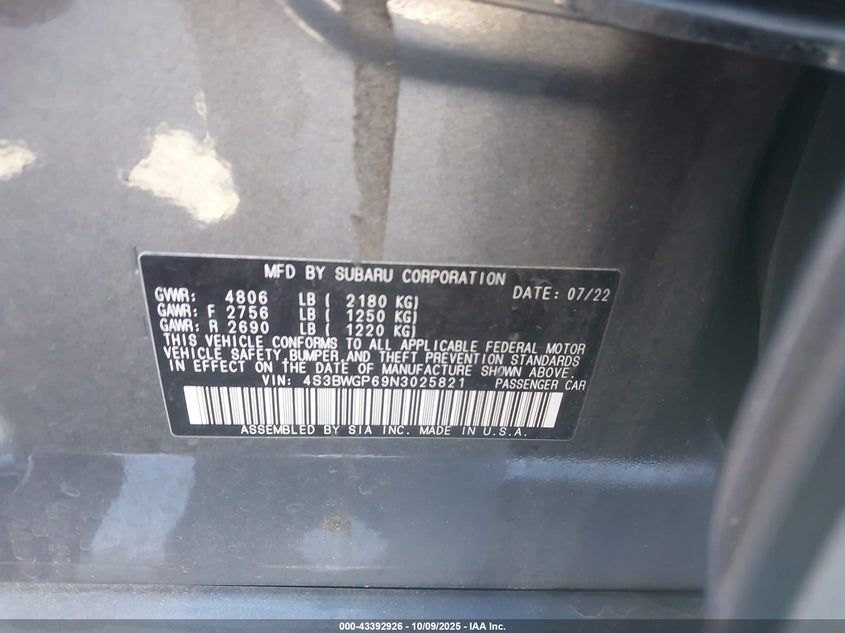 MFD BY SUBARU CORPORATION
GVWR: 4806 LB ( 2180 KG) DATE: 07/22
GAWR: F 2756 LB ( 1250 KG)
GAWR: R 2690 LB ( 1220 KG)
THIS VEHICLE CONFORMS TO ALL APPLICABLE FEDERAL MOTOR
VEHICLE SAFETY, BUMPER, AND THEFT PREVENTION STANDARDS
IN EFFECT ON THE DATE OF MANUFACTURE SHOWN ABOVE.
VIN: 4S3BWGP69N3025821 PASSENGER CAR
ASSEMBLED BY SIA INC. MADE IN U.S.A.
000-43392926 - 10/09/2025 - IAA Inc.